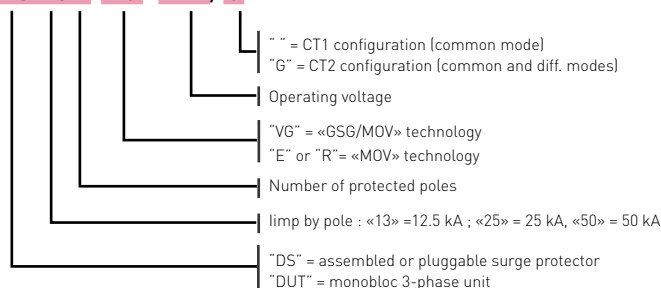 “ ” = CT1 configuration (common mode)
“G” = CT2 configuration (common and diff. modes)
Operating voltage
“VG” = «GSG/MOV» technology
“E” or “R”= «MOV» technology
Number of protected poles
Iimp by pole : «13» =12.5 kA ; «25» = 25 kA, «50» = 50 kA
“DS” = assembled or pluggable surge protector
“DUT” = monobloc 3-phase unit